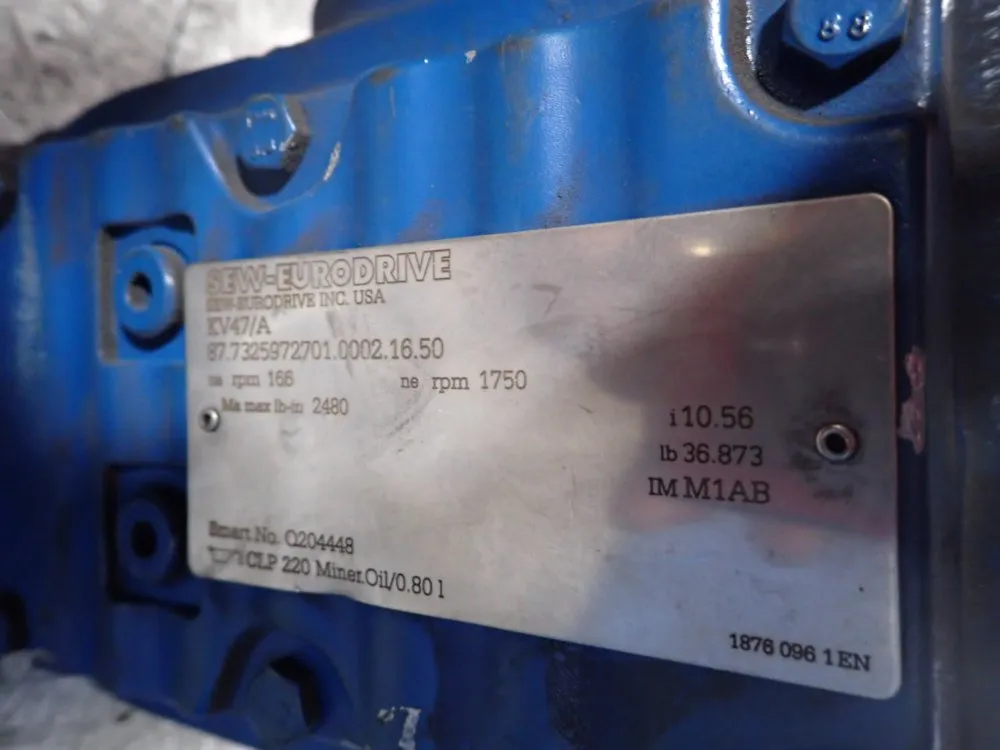 SEW-EURODRIVE
SEW-EURODRIVE INC. USA
KV47/A
87.7325972701.0002.16.50
na rpm 166 ne rpm 1750
Ma max lb-in 2480
i 10.56
lb 36.873
IM M1AB
Smart.No. Q204448
CLP 220 Miner.Oil/0.80 l
1876 096 1 EN